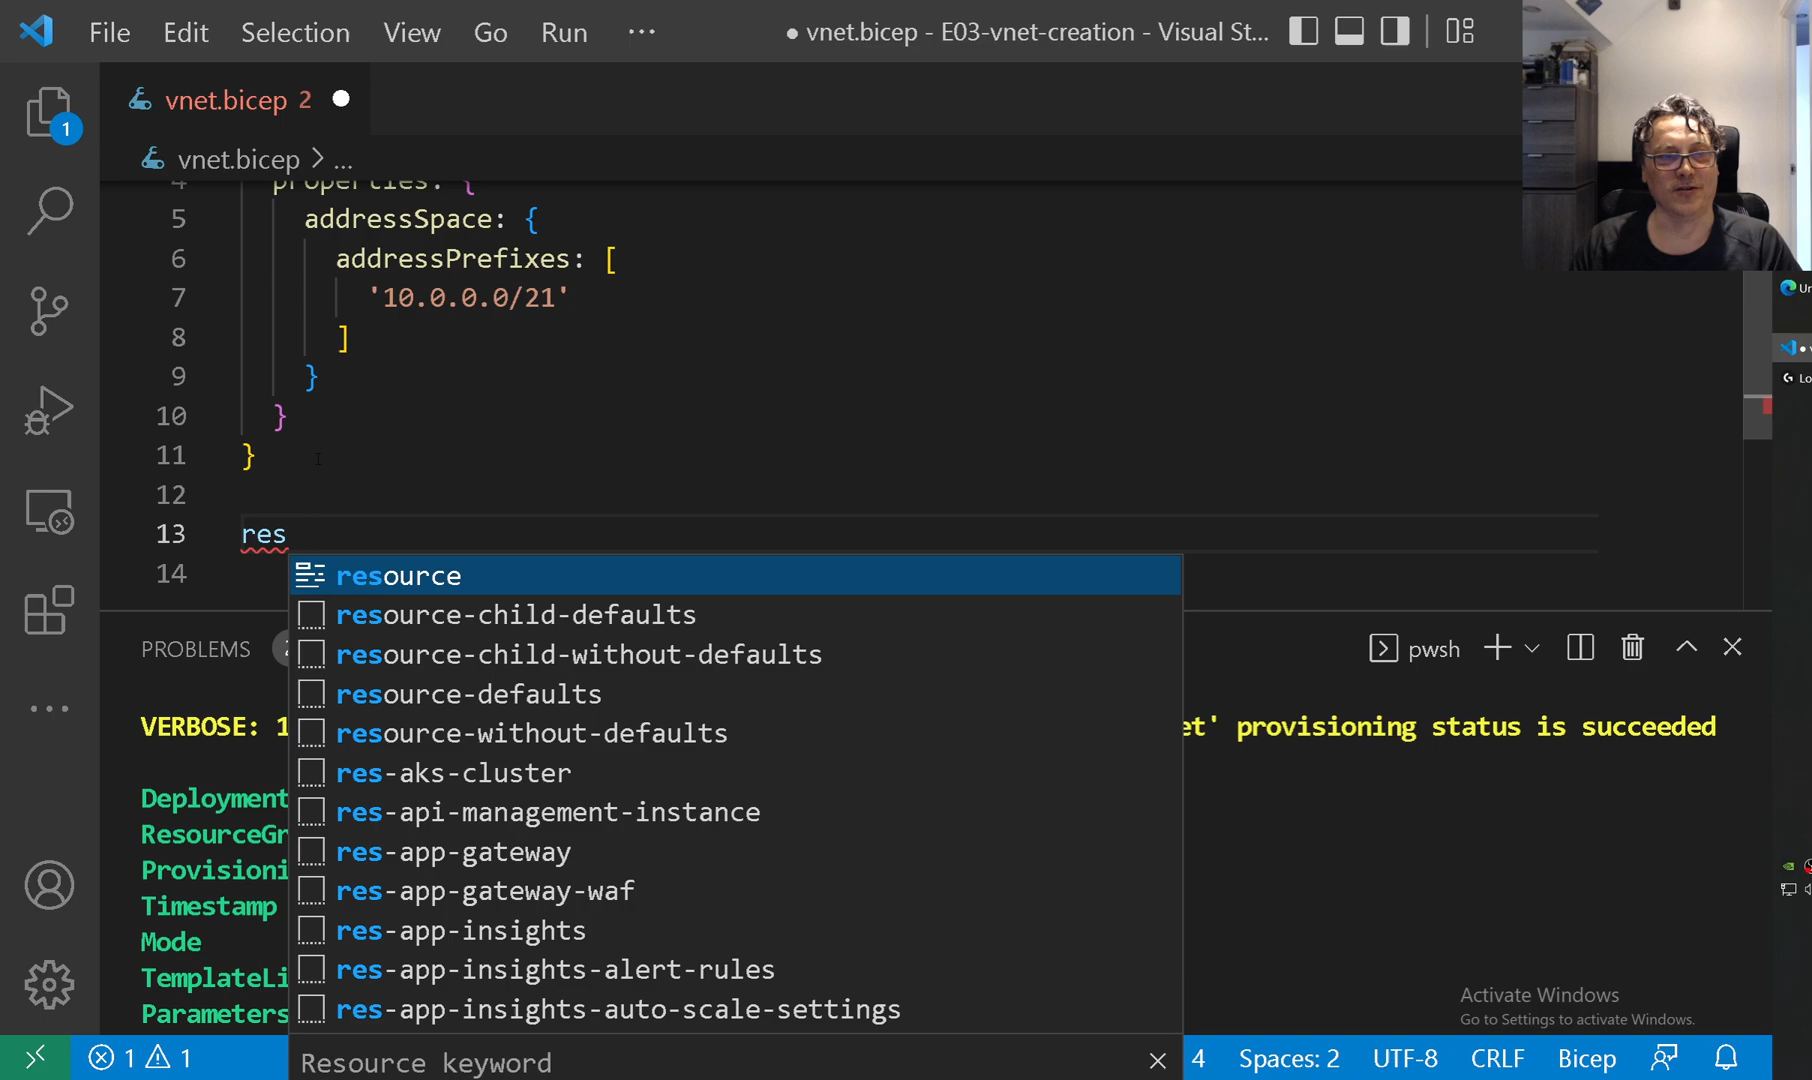 File Edit Selection View Go Run ···
● vnet.bicep - E03-vnet-creation - Visual St...
vnet.bicep 2 ●
1
vnet.bicep > ...
4 properties: {
5 addressSpace: {
6 addressPrefixes: [
7 '10.0.0.0/21'
8 ]
9 }
10 }
11 }
12
13 res
14
resource
resource-child-defaults
resource-child-without-defaults
resource-defaults
resource-without-defaults
res-aks-cluster
res-api-management-instance
res-app-gateway
res-app-gateway-waf
res-app-insights
res-app-insights-alert-rules
res-app-insights-auto-scale-settings
Resource keyword
PROBLEMS
pwsh
VERBOSE: 1
et' provisioning status is succeeded
Deployment
ResourceGr
Provisioni
Timestamp
Mode
TemplateLi
Parameters
Activate Windows
Go to Settings to activate Windows.
1 1
4 Spaces: 2 UTF-8 CRLF Bicep